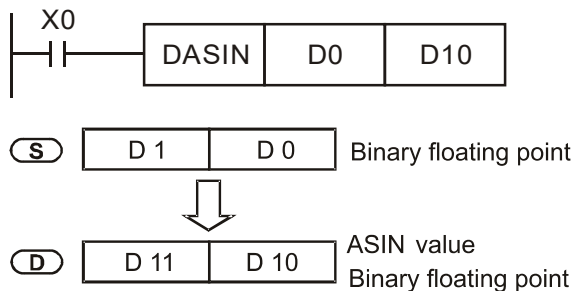 X0
DASIN D0 D10
S D 1 D 0 Binary floating point
D D 11 D 10 ASIN value
Binary floating point